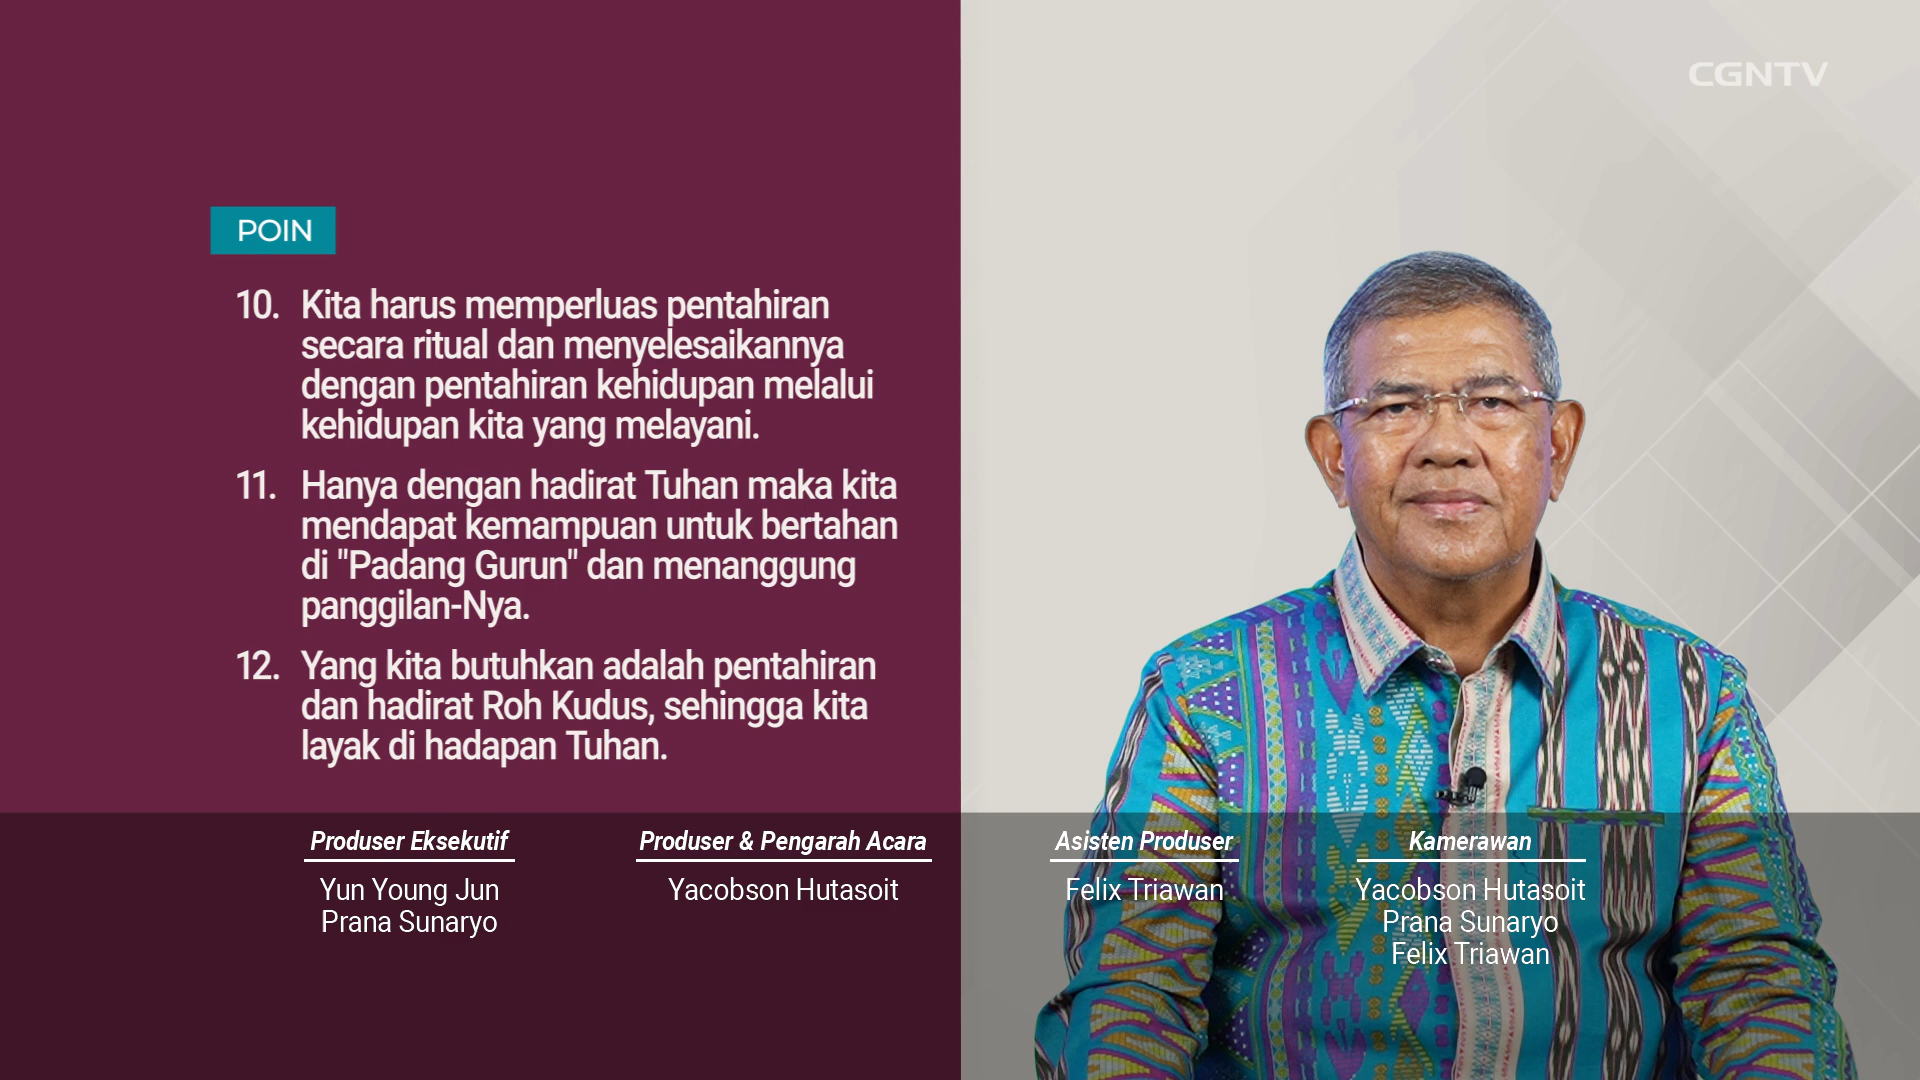 CGNTV
POIN
10. Kita harus memperluas pentahiran
secara ritual dan menyelesaikannya
dengan pentahiran kehidupan melalui
kehidupan kita yang melayani.
11. Hanya dengan hadirat Tuhan maka kita
mendapat kemampuan untuk bertahan
di "Padang Gurun" dan menanggung
panggilan-Nya.
12. Yang kita butuhkan adalah pentahiran
dan hadirat Roh Kudus, sehingga kita
layak di hadapan Tuhan.
Produser Eksekutif
Yun Young Jun
Prana Sunaryo
Produser & Pengarah Acara
Yacobson Hutasoit
Asisten Produser
Felix Triawan
Kamerawan
Yacobson Hutasoit
Prana Sunaryo
Felix Triawan